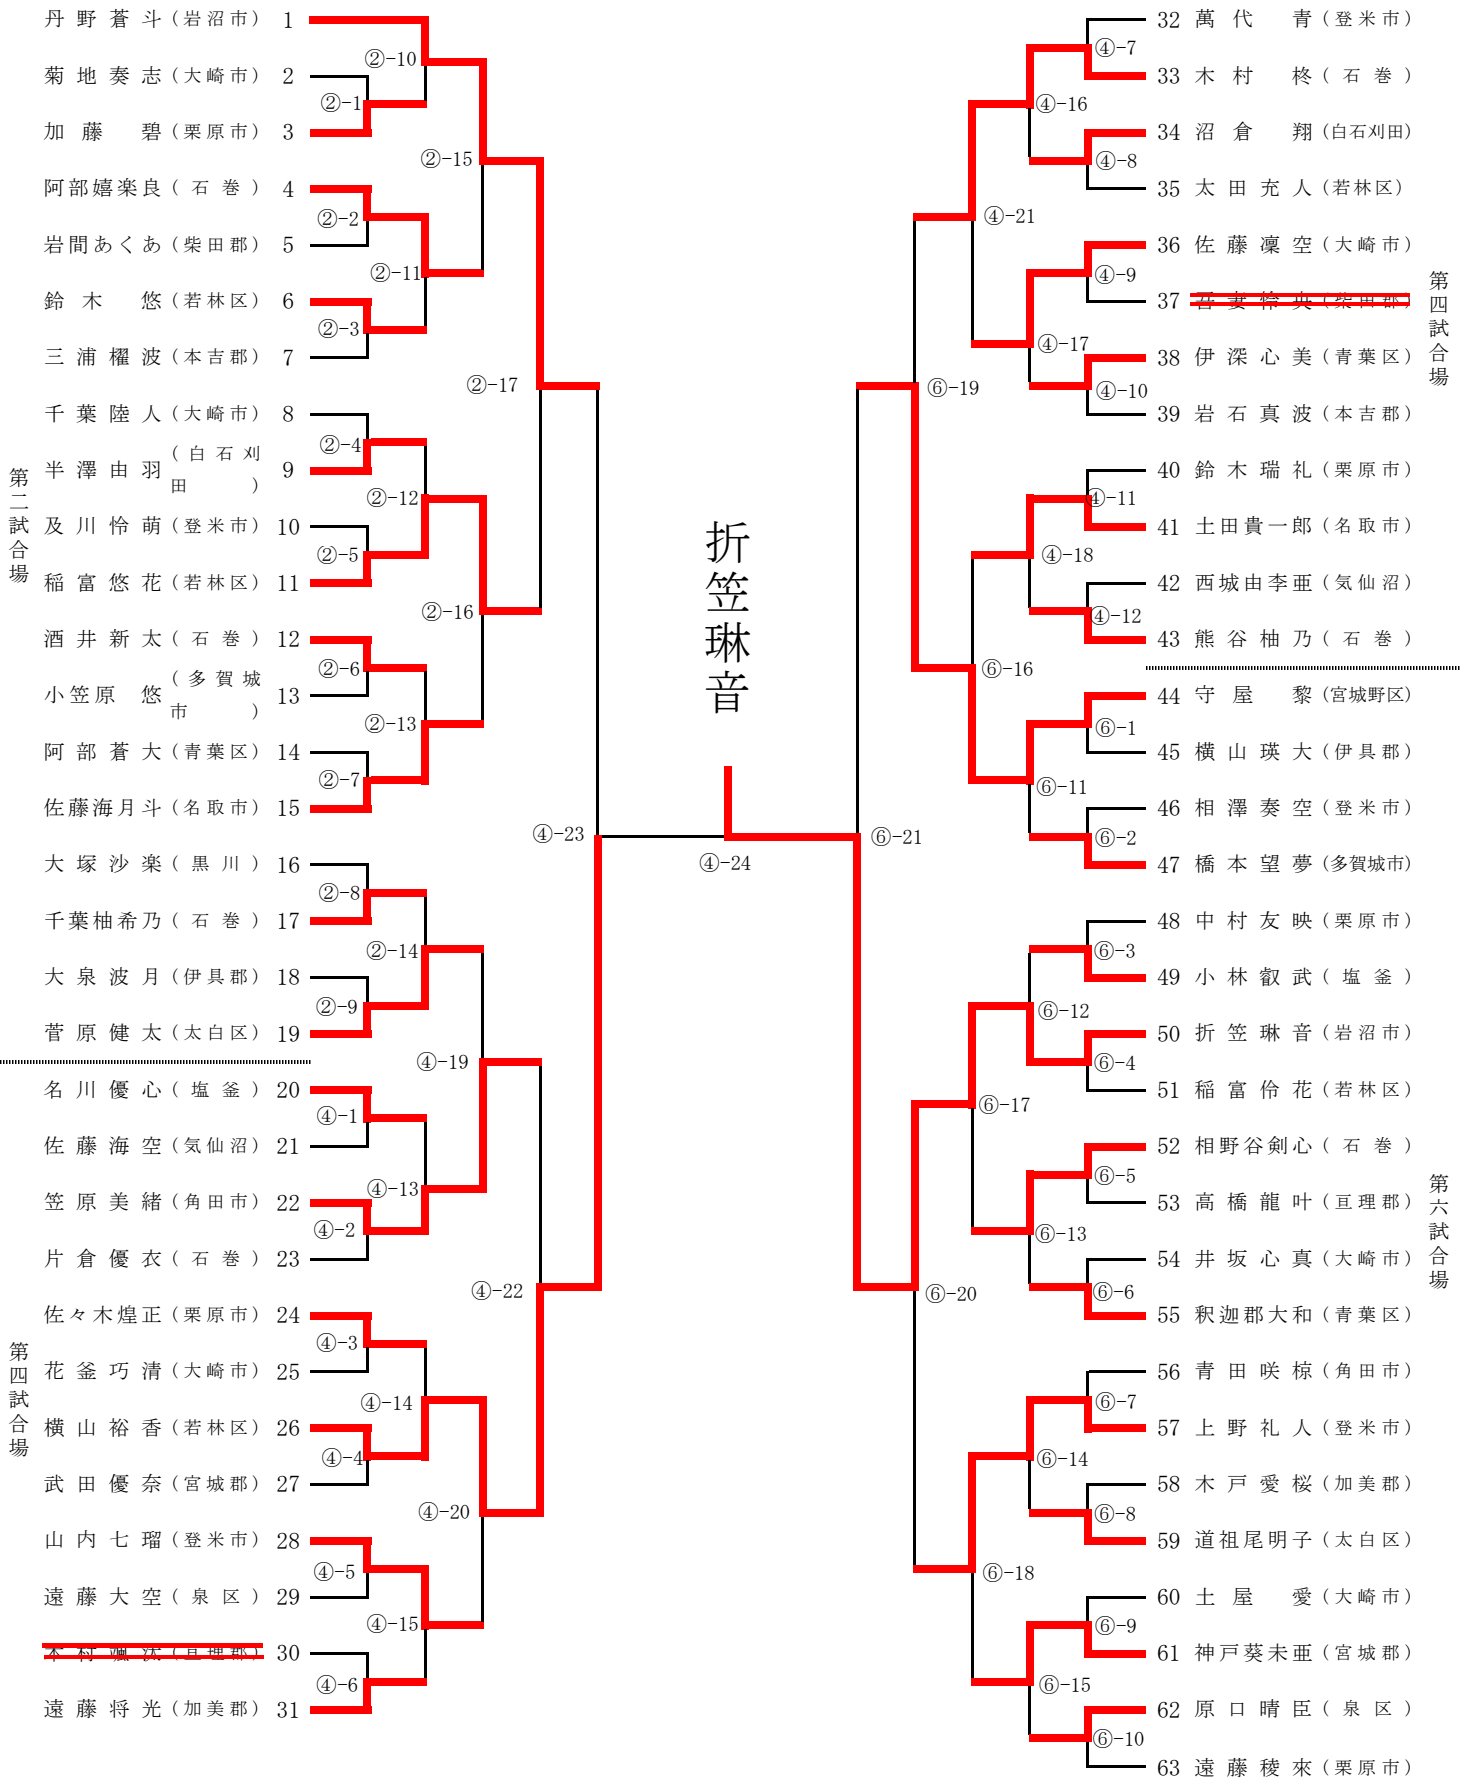 丹野蒼斗（岩沼市） 1
菊地奏志（大崎市） 2
加藤　碧（栗原市） 3
阿部嬉楽良（石巻） 4
岩間あくあ（柴田郡） 5
鈴木　悠（若林区） 6
三浦櫂波（本吉郡） 7
千葉陸人（大崎市） 8
半澤由羽（白石刈田） 9
及川怜萌（登米市） 10
稲富悠花（若林区） 11
酒井新太（石巻） 12
小笠原　悠（多賀城市） 13
阿部蒼大（青葉区） 14
佐藤海月斗（名取市） 15
大塚沙楽（黒川） 16
千葉柚希乃（石巻） 17
大泉波月（伊具郡） 18
菅原健太（太白区） 19
名川優心（塩釜） 20
佐藤海空（気仙沼） 21
笠原美緒（角田市） 22
片倉優衣（石巻） 23
佐々木煌正（栗原市） 24
花釜巧清（大崎市） 25
横山裕香（若林区） 26
武田優奈（宮城郡） 27
山内七瑠（登米市） 28
遠藤大空（泉区） 29
木村颯汰（亘理郡） 30
遠藤将光（加美郡） 31
第二試合場
第四試合場
②-10
②-1
②-15
②-2
②-11
②-3
②-17
②-4
②-12
②-5
②-16
②-6
②-13
②-7
④-23
②-8
②-14
②-9
④-19
④-1
④-13
④-2
④-22
④-3
④-14
④-4
④-20
④-5
④-15
④-6
折笠琳音
④-24
④-7
④-16
④-8
④-21
④-9
④-17
④-10
⑥-19
④-11
④-18
④-12
⑥-16
⑥-1
⑥-11
⑥-2
⑥-21
⑥-3
⑥-12
⑥-4
⑥-17
⑥-5
⑥-13
⑥-6
⑥-20
⑥-7
⑥-14
⑥-8
⑥-18
⑥-9
⑥-15
⑥-10
32 萬代　青（登米市）
33 木村　柊（石巻）
34 沼倉　翔（白石刈田）
35 太田充人（若林区）
36 佐藤凜空（大崎市）
37 吾妻怜央（柴田郡）
38 伊深心美（青葉区）
39 岩石真波（本吉郡）
40 鈴木瑞礼（栗原市）
41 土田貴一郎（名取市）
42 西城由李亜（気仙沼）
43 熊谷柚乃（石巻）
44 守屋　黎（宮城野区）
45 横山瑛大（伊具郡）
46 相澤奏空（登米市）
47 橋本望夢（多賀城市）
48 中村友映（栗原市）
49 小林叡武（塩釜）
50 折笠琳音（岩沼市）
51 稲富伶花（若林区）
52 相野谷剣心（石巻）
53 高橋龍叶（亘理郡）
54 井坂心真（大崎市）
55 釈迦郡大和（青葉区）
56 青田咲椋（角田市）
57 上野礼人（登米市）
58 木戸愛桜（加美郡）
59 道祖尾明子（太白区）
60 土屋　愛（大崎市）
61 神戸葵未亜（宮城郡）
62 原口晴臣（泉区）
63 遠藤稜來（栗原市）
第四試合場
第六試合場